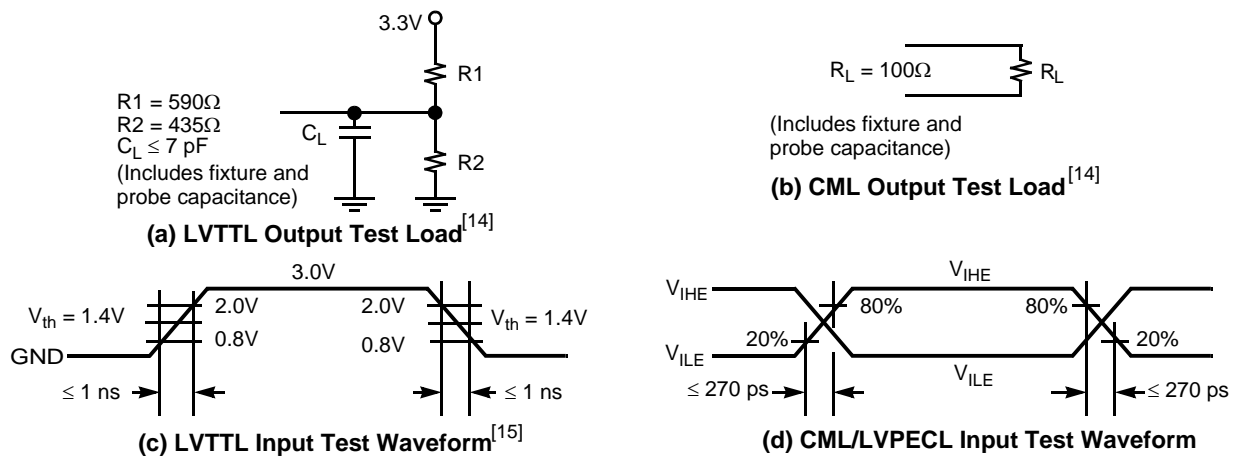 3.3V
R1
R1 = 590Ω
R2 = 435Ω
C_L ≤ 7 pF
(Includes fixture and
probe capacitance)
C_L
R2
(a) LVTTL Output Test Load[14]
R_L = 100Ω
R_L
(Includes fixture and
probe capacitance)
(b) CML Output Test Load[14]
3.0V
V_th = 1.4V
2.0V
0.8V
2.0V
0.8V
V_th = 1.4V
GND
≤ 1 ns
≤ 1 ns
(c) LVTTL Input Test Waveform[15]
V_IHE
V_IHE
80%
80%
20%
20%
V_ILE
V_ILE
≤ 270 ps
≤ 270 ps
(d) CML/LVPECL Input Test Waveform